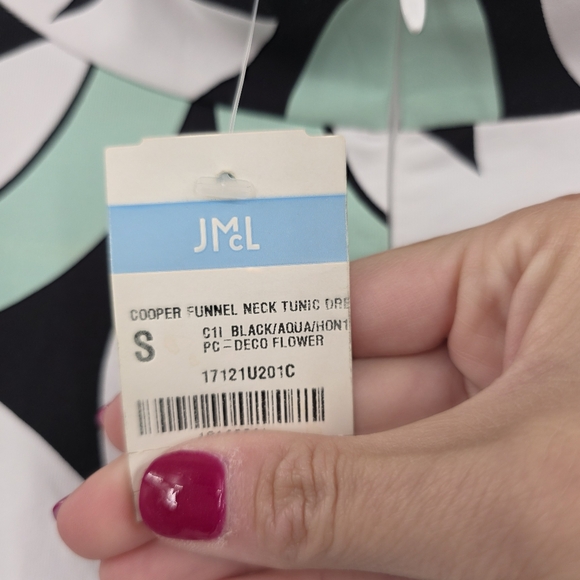 JMcL
COOPER FUNNEL NECK TUNIC DRE
S
C1I BLACK/AQUA/HON1
PC=DECO FLOWER
17121U201C